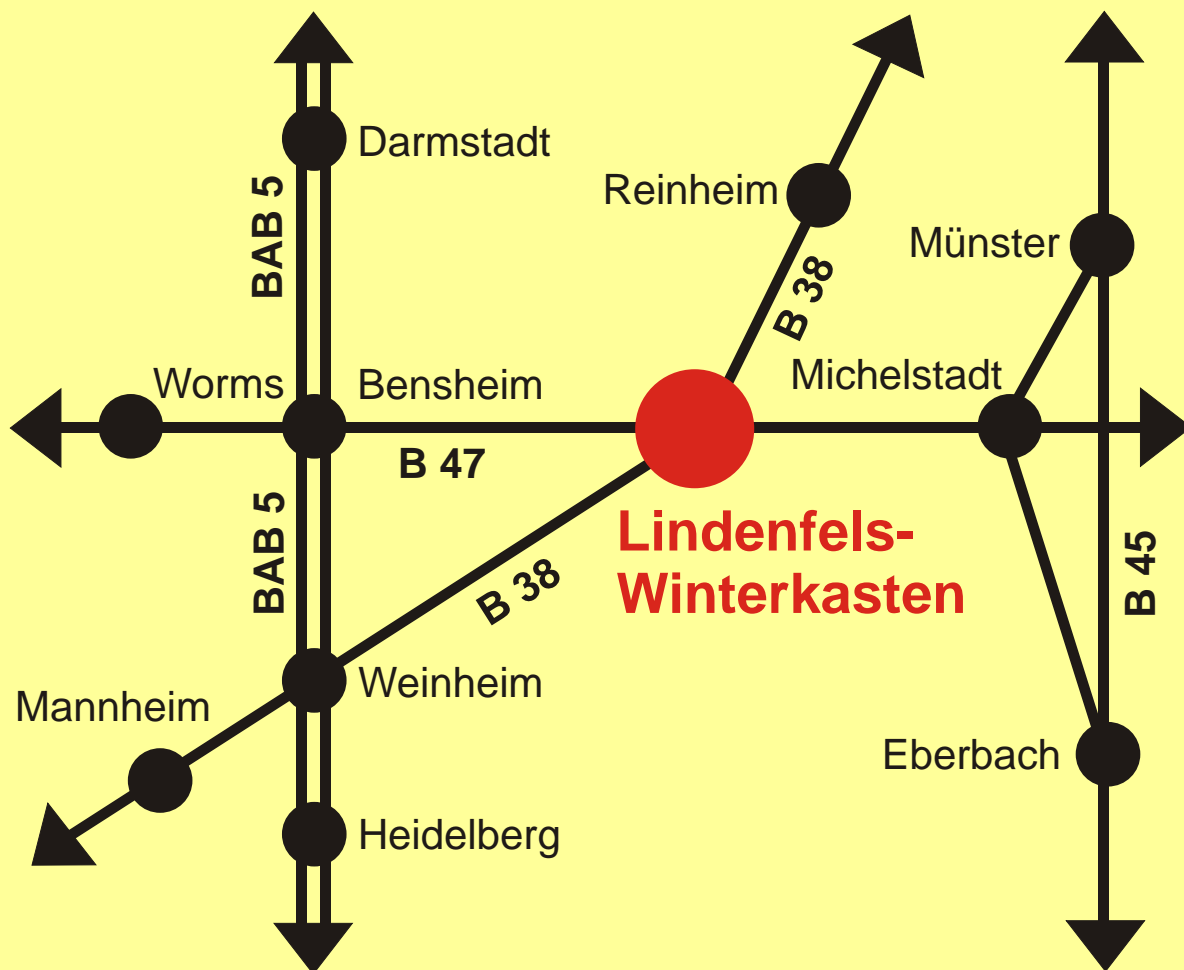 Darmstadt
BAB 5
Reinheim
Münster
B 38
Worms
Bensheim
Michelstadt
B 47
BAB 5
Lindenfels-
Winterkasten
B 38
B 45
Weinheim
Mannheim
Eberbach
Heidelberg